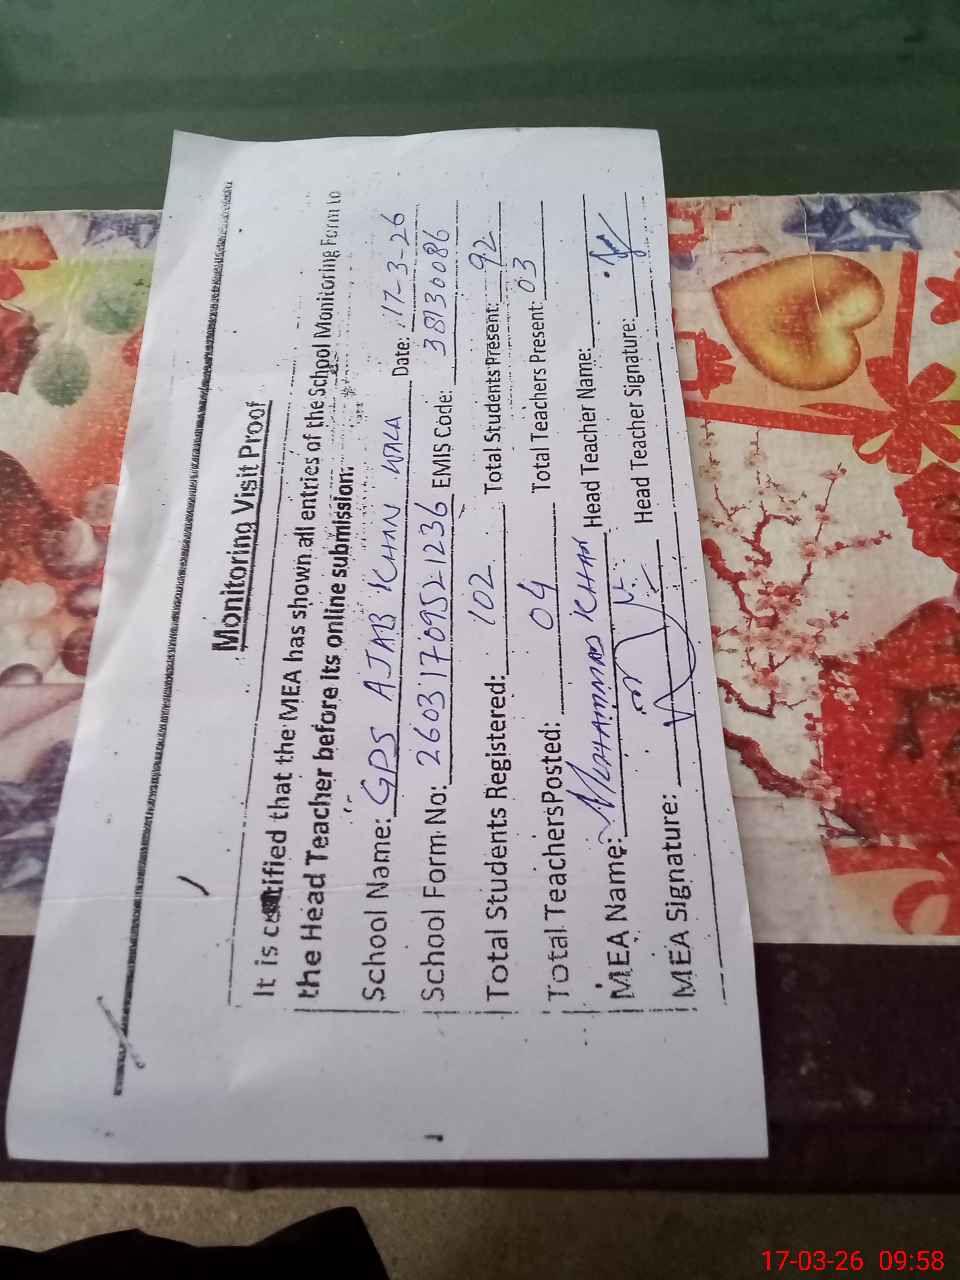 Monitoring Visit Proof
It is certified that the MEA has shown all entries of the School Monitoring Form to
the Head Teacher before its online submission.
School Name: GPS AJAB KHAN WALA Date: 17-3-26
School Form No: 26031709521236 EMIS Code: 38130086
Total Students Registered: 102 Total Students Present: 92
Total Teachers Posted: 04 Total Teachers Present: 03
MEA Name: MUHAMMAD KHAN Head Teacher Name:
MEA Signature: Head Teacher Signature:
17-03-26 09:58